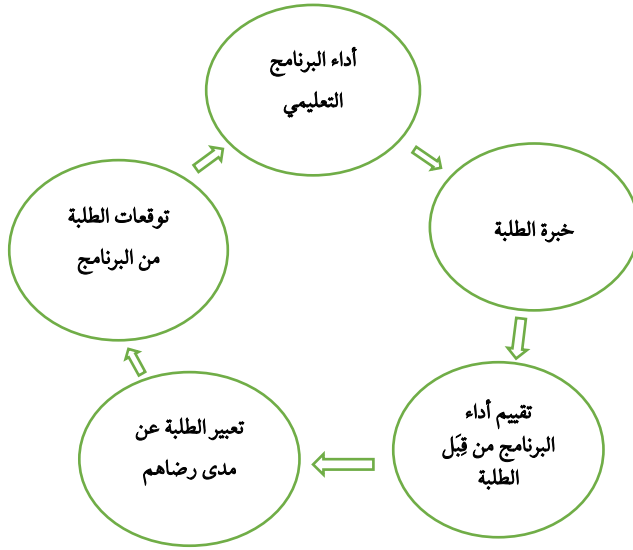 أداء البرنامج
التعليمي
خبرة الطلبة
تقييم أداء
البرنامج من قِبَل
الطلبة
تعبير الطلبة عن
مدى رضاهم
توقعات الطلبة
من البرنامج